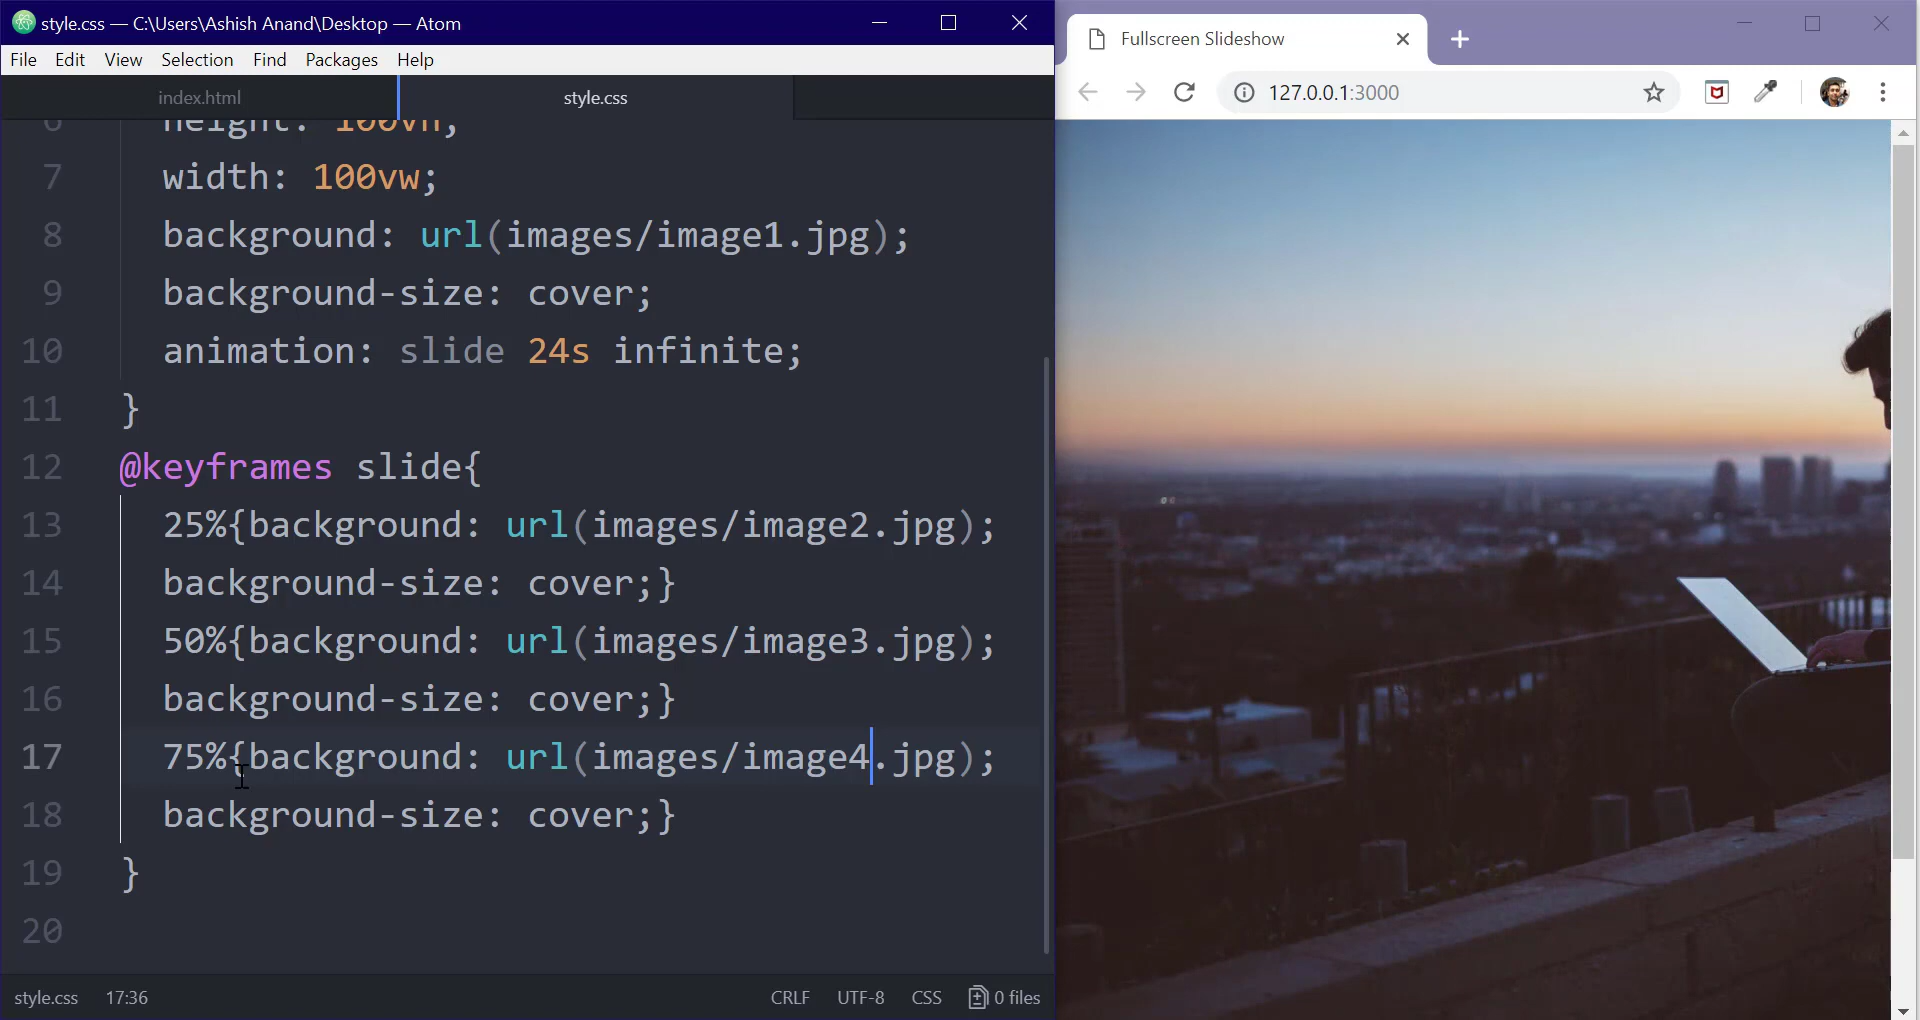 style.css — C:\Users\Ashish Anand\Desktop — Atom
File Edit View Selection Find Packages Help
index.html style.css
6 height: 100vh;
7 width: 100vw;
8 background: url(images/image1.jpg);
9 background-size: cover;
10 animation: slide 24s infinite;
11 }
12 @keyframes slide{
13 25%{background: url(images/image2.jpg);
14 background-size: cover;}
15 50%{background: url(images/image3.jpg);
16 background-size: cover;}
17 75%{background: url(images/image4.jpg);
18 background-size: cover;}
19 }
20
style.css 17:36 CRLF UTF-8 CSS 0 files
Fullscreen Slideshow
127.0.0.1:3000